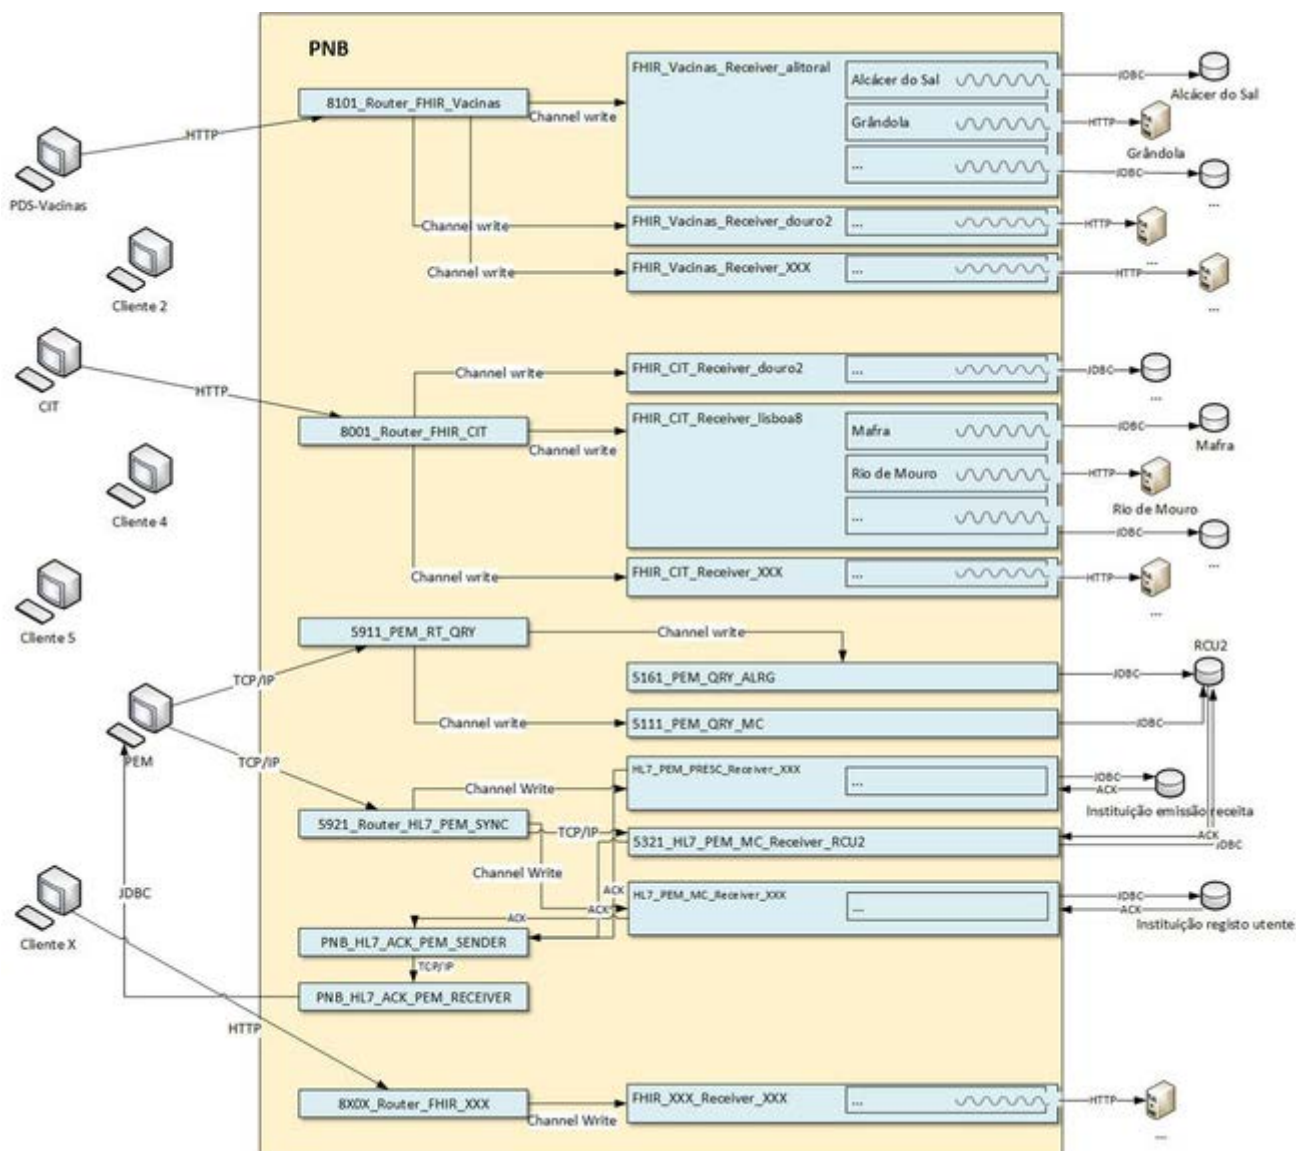 PNB
FHIR_Vacinas_Receiver_alitoral
Alcácer do Sal
JDBC
Alcácer do Sal
8101_Router_FHIR_Vacinas
Channel write
Grândola
HTTP
Grândola
HTTP
...
JDBC
...
PDS-Vacinas
Channel write
FHIR_Vacinas_Receiver_douro2
...
HTTP
...
Cliente 2
Channel write
FHIR_Vacinas_Receiver_XXX
...
HTTP
...
CIT
HTTP
Channel write
FHIR_CIT_Receiver_douro2
...
JDBC
...
8001_Router_FHIR_CIT
Channel write
FHIR_CIT_Receiver_lisboa8
Mafra
JDBC
Mafra
Rio de Mouro
HTTP
Rio de Mouro
Cliente 4
...
JDBC
...
Channel write
FHIR_CIT_Receiver_XXX
...
HTTP
...
Cliente 5
5911_PEM_RT_QRY
Channel write
RCU2
TCP/IP
5161_PEM_QRY_ALRG
JDBC
Channel write
5111_PEM_QRY_MC
JDBC
PEM
TCP/IP
HL7_PEM_PRESC_Receiver_XXX
...
JDBC
ACK
Instituição emissão receita
Channel Write
5921_Router_HL7_PEM_SYNC
TCP/IP
5321_HL7_PEM_MC_Receiver_RCU2
ACK
JDBC
Channel Write
JDBC
ACK
HL7_PEM_MC_Receiver_XXX
...
JDBC
ACK
Instituição registo utente
ACK
ACK
Cliente X
PNB_HL7_ACK_PEM_SENDER
TCP/IP
PNB_HL7_ACK_PEM_RECEIVER
HTTP
8X0X_Router_FHIR_XXX
Channel Write
FHIR_XXX_Receiver_XXX
...
HTTP
...